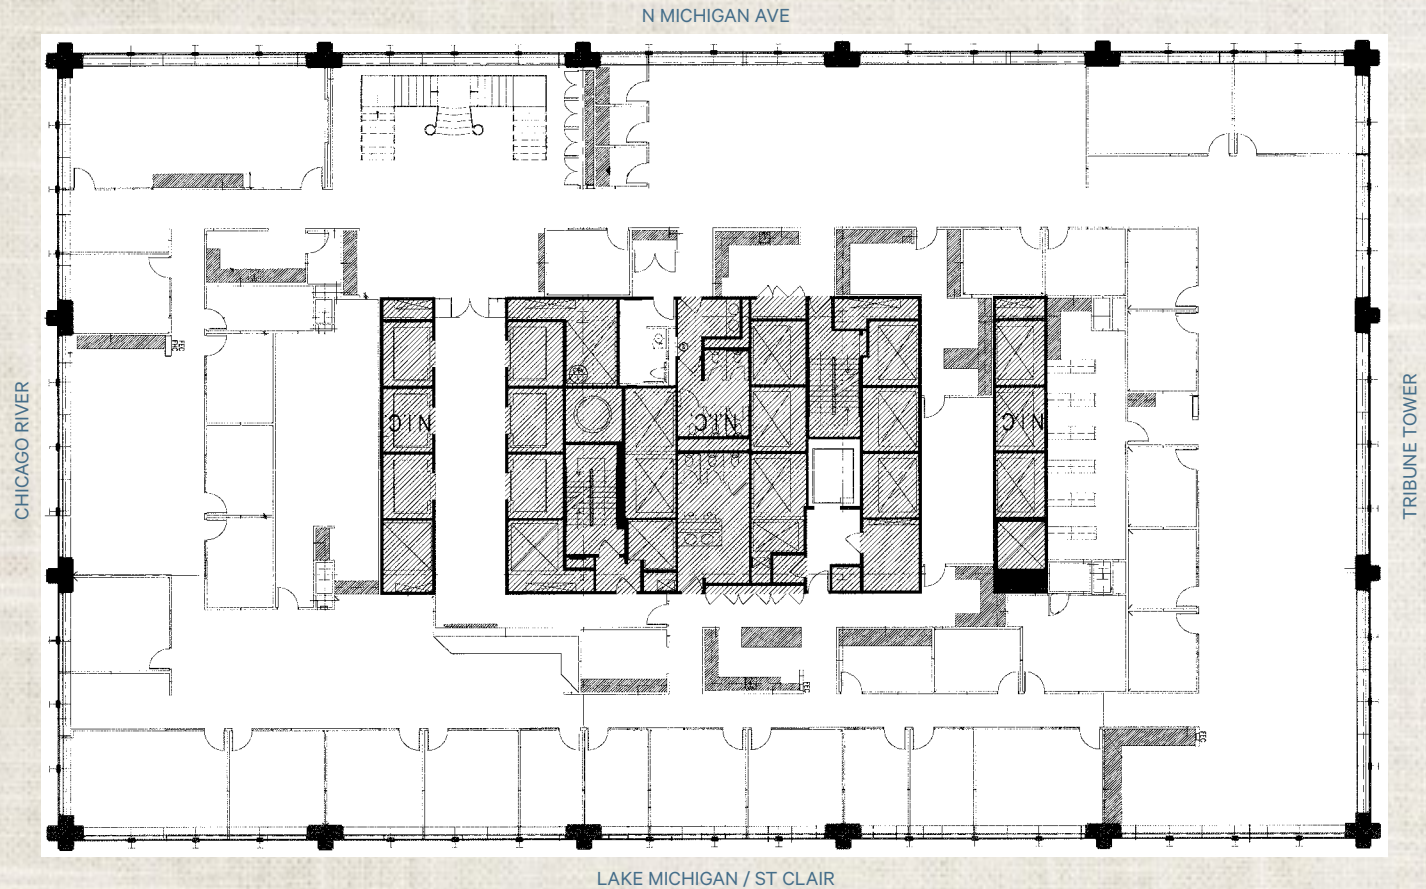 N MICHIGAN AVE
CHICAGO RIVER
TRIBUNE TOWER
N.I.C
N.I.C.
N.I.C
LAKE MICHIGAN / ST CLAIR